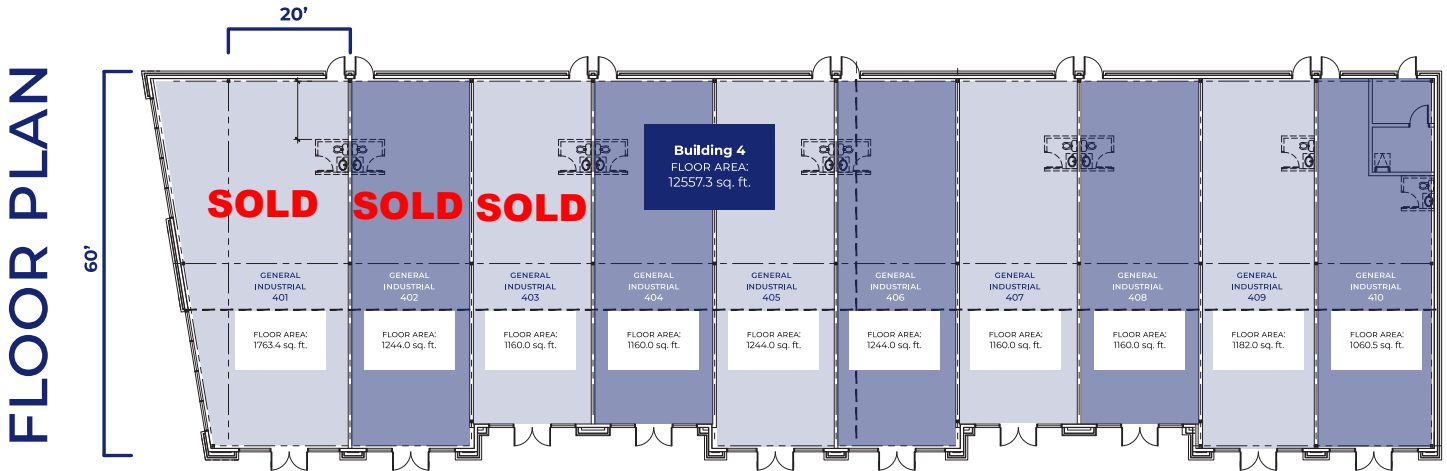 FLOOR PLAN
20’
60’
Building 4
FLOOR AREA:
12557.3 sq. ft.
SOLD
SOLD
SOLD
GENERAL
INDUSTRIAL
401
FLOOR AREA:
1763.4 sq. ft.
GENERAL
INDUSTRIAL
402
FLOOR AREA:
1244.0 sq. ft.
GENERAL
INDUSTRIAL
403
FLOOR AREA:
1160.0 sq. ft.
GENERAL
INDUSTRIAL
404
FLOOR AREA:
1160.0 sq. ft.
GENERAL
INDUSTRIAL
405
FLOOR AREA:
1244.0 sq. ft.
GENERAL
INDUSTRIAL
406
FLOOR AREA:
1244.0 sq. ft.
GENERAL
INDUSTRIAL
407
FLOOR AREA:
1160.0 sq. ft.
GENERAL
INDUSTRIAL
408
FLOOR AREA:
1160.0 sq. ft.
GENERAL
INDUSTRIAL
409
FLOOR AREA:
1182.0 sq. ft.
GENERAL
INDUSTRIAL
410
FLOOR AREA:
1060.5 sq. ft.